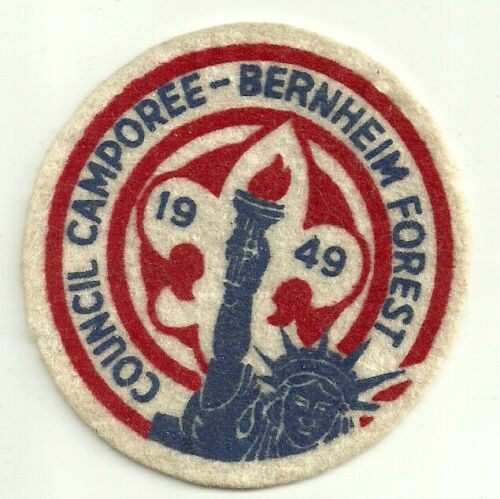 COUNCIL CAMPOREE - BERNHEIM FOREST
19 49